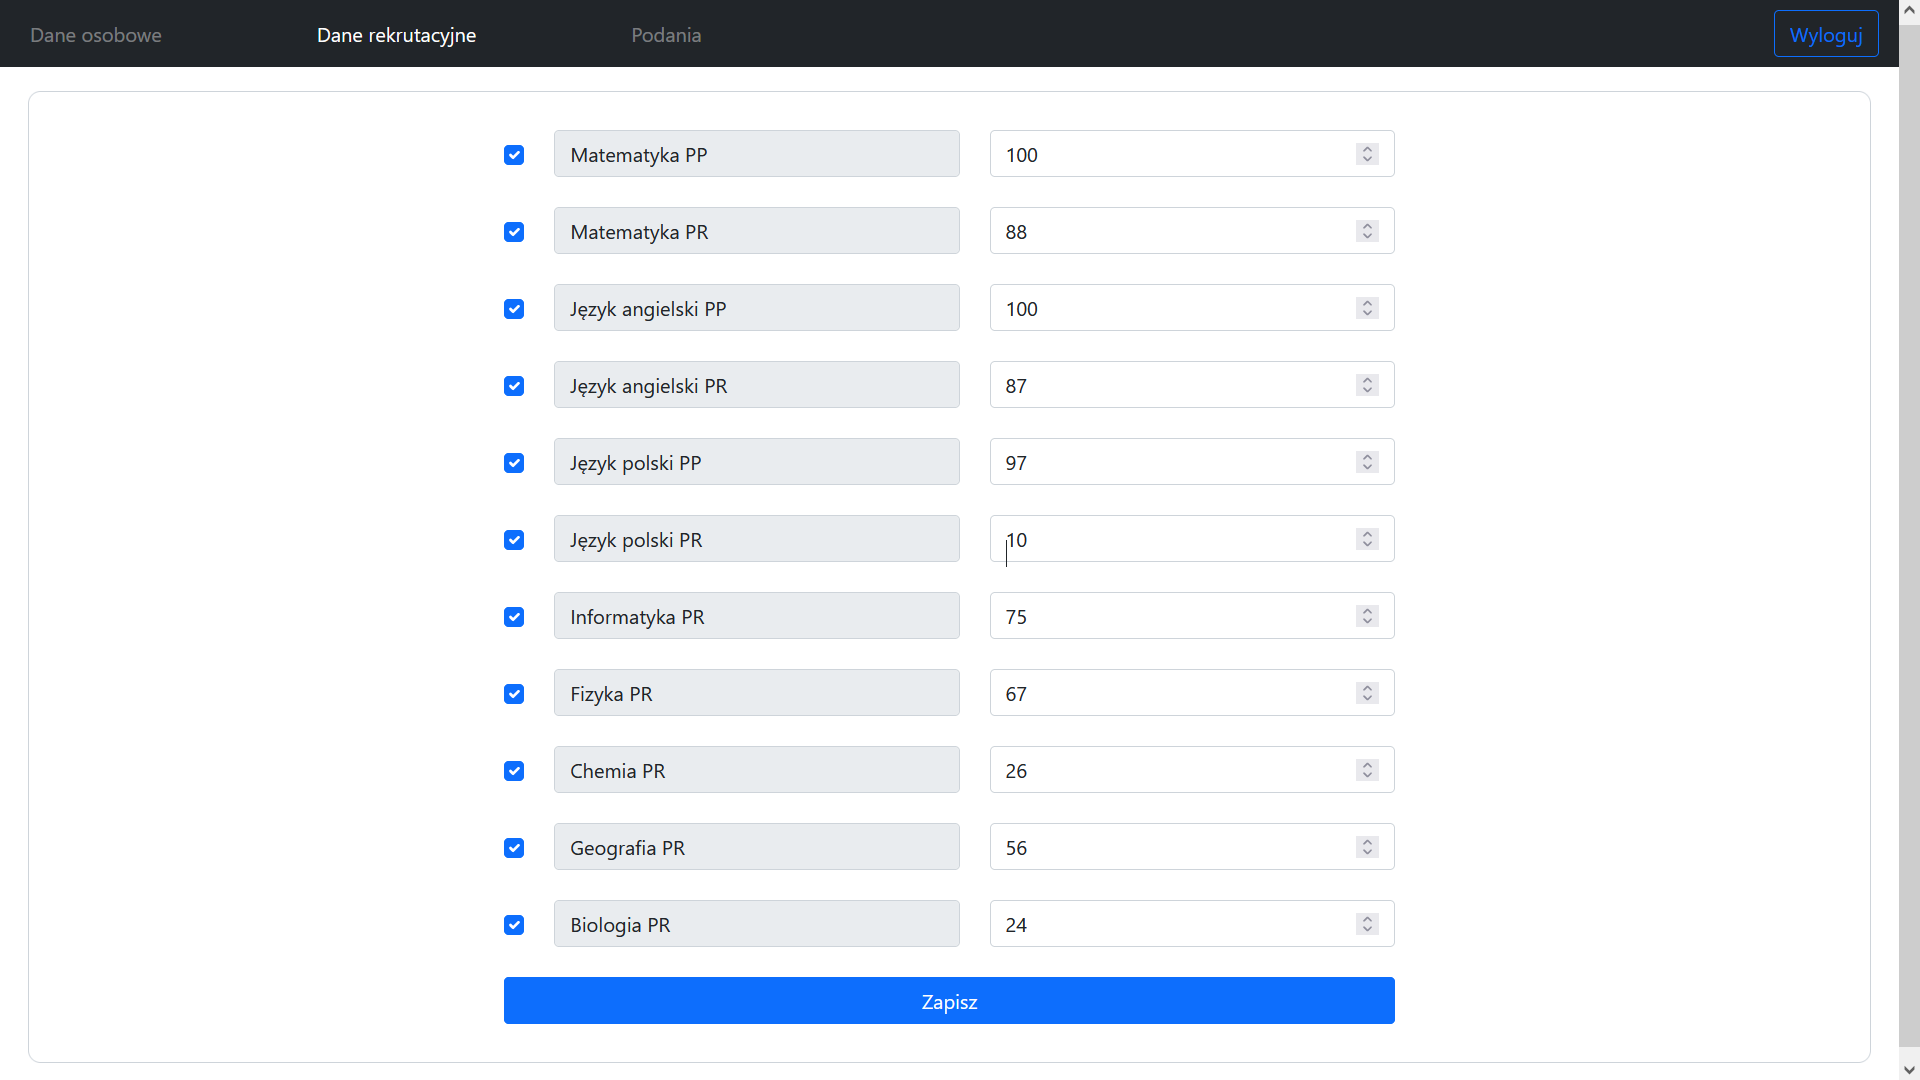 Dane osobowe Dane rekrutacyjne Podania Wyloguj
Matematyka PP 100
Matematyka PR 88
Język angielski PP 100
Język angielski PR 87
Język polski PP 97
Język polski PR 10
Informatyka PR 75
Fizyka PR 67
Chemia PR 26
Geografia PR 56
Biologia PR 24
Zapisz